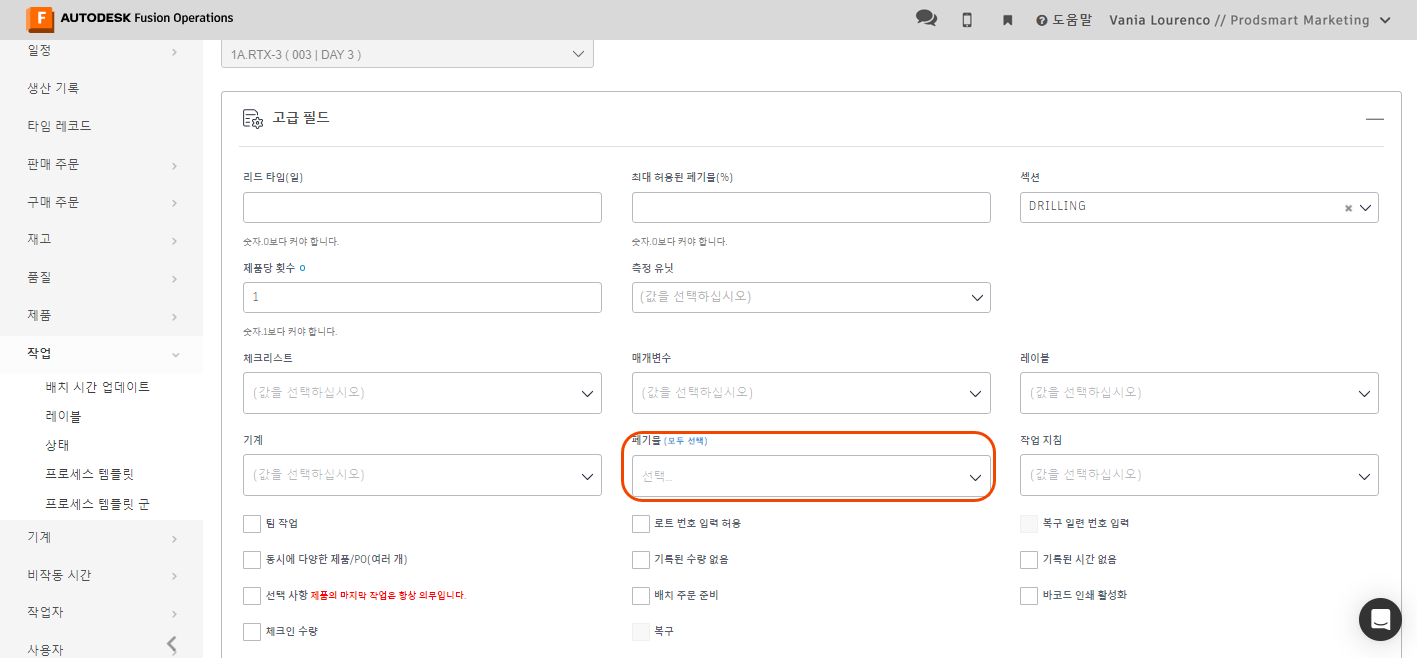 AUTODESK Fusion Operations
도움말
Vania Lourenco // Prodsmart Marketing
일정
생산 기록
타임 레코드
판매 주문
구매 주문
재고
품질
제품
작업
배치 시간 업데이트
레이블
상태
프로세스 템플릿
프로세스 템플릿 군
기계
비작동 시간
작업자
사용자
1A.RTX-3 ( 003 | DAY 3 )
고급 필드
리드 타임(일)
최대 허용된 폐기물(%)
섹션
DRILLING
숫자.0보다 커야 합니다.
숫자.0보다 커야 합니다.
제품당 횟수
측정 유닛
1
(값을 선택하십시오)
숫자.1보다 커야 합니다.
체크리스트
매개변수
레이블
(값을 선택하십시오)
(값을 선택하십시오)
(값을 선택하십시오)
기계
폐기물 (모두 선택)
작업 지침
(값을 선택하십시오)
선택...
(값을 선택하십시오)
팀 작업
로트 번호 입력 허용
복구 일련 번호 입력
동시에 다양한 제품/PO(여러 개)
기록된 수량 없음
기록된 시간 없음
선택 사항 제품의 마지막 작업은 항상 의무입니다.
배치 주문 준비
바코드 인쇄 활성화
체크인 수량
복구